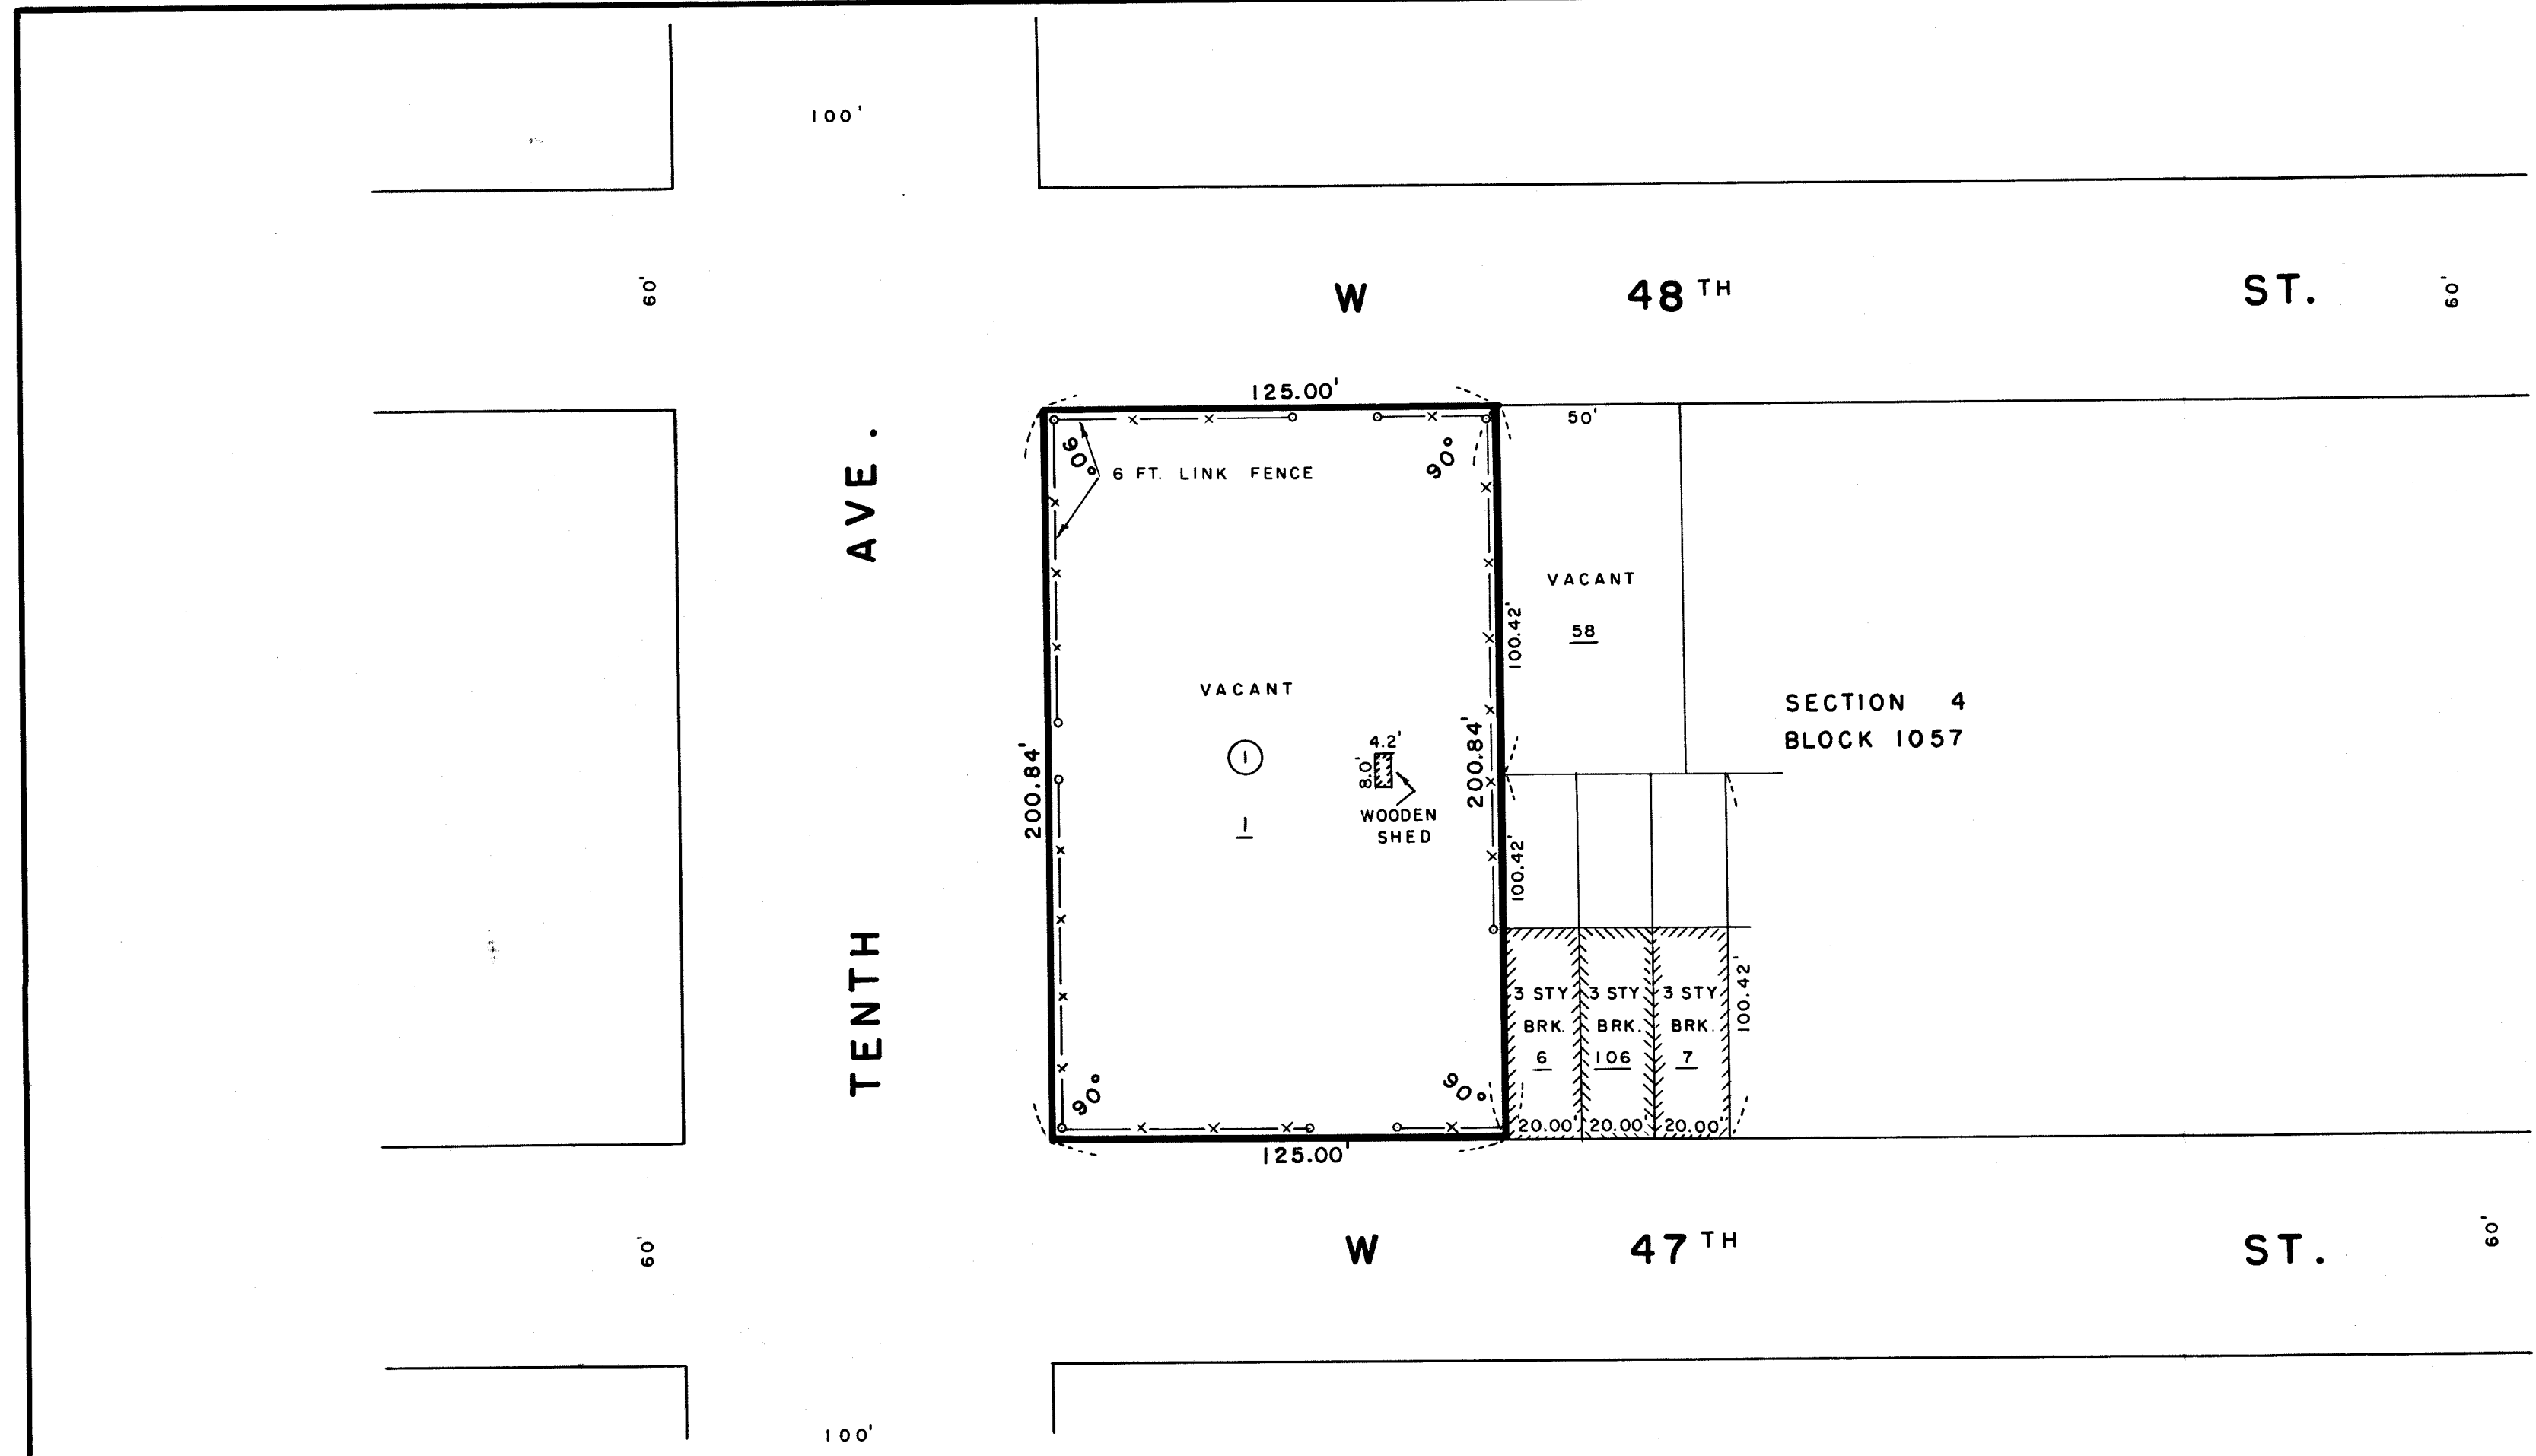 100'
60'
W 48TH ST.
60'
125.00'
50'
90°
90°
6 FT. LINK FENCE
TENTH AVE.
VACANT
58
100.42'
VACANT
SECTION 4
BLOCK 1057
200.84'
1
1
4.2'
8.0'
WOODEN
SHED
200.84'
100.42'
3 STY
BRK.
6
3 STY
BRK.
106
3 STY
BRK.
7
100.42'
90°
90°
20.00'
20.00'
20.00'
125.00'
60'
W 47TH ST.
60'
100'